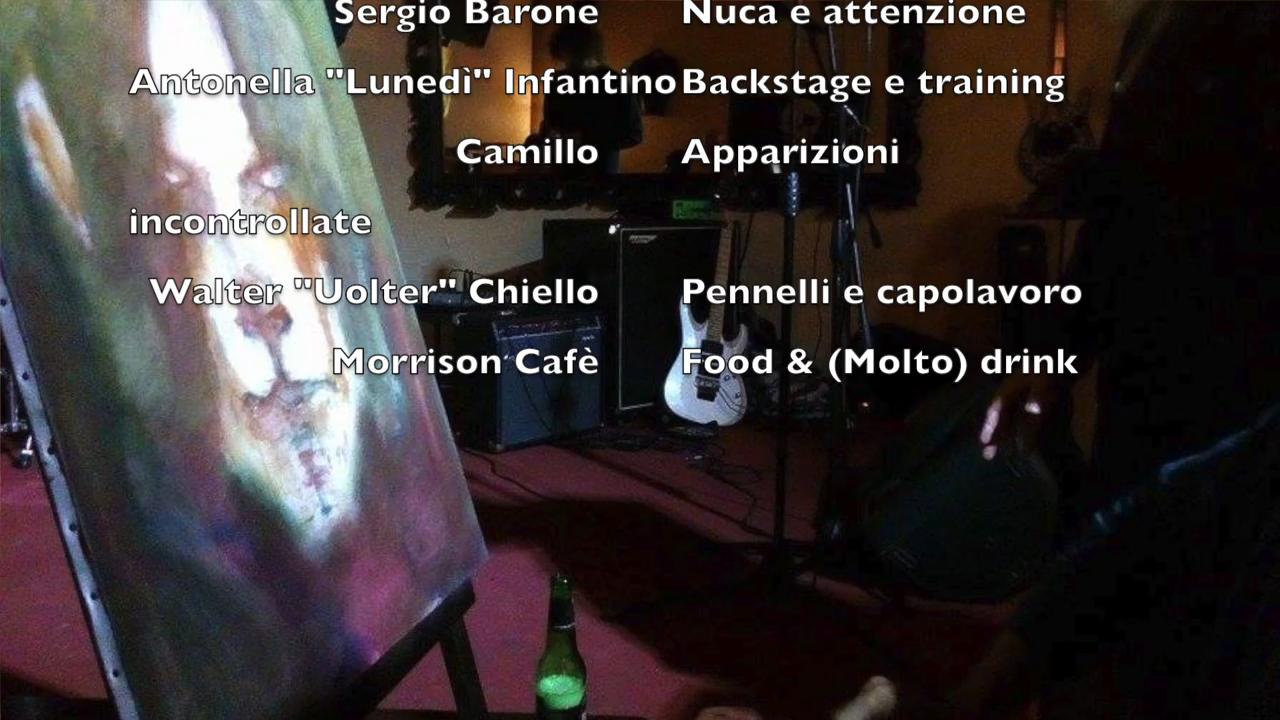 Sergio Barone Nuca e attenzione
Antonella "Lunedì" Infantino Backstage e training
Camillo Apparizioni
incontrollate
Walter "Uolter" Chiello Pennelli e capolavoro
Morrison Cafè Food & (Molto) drink